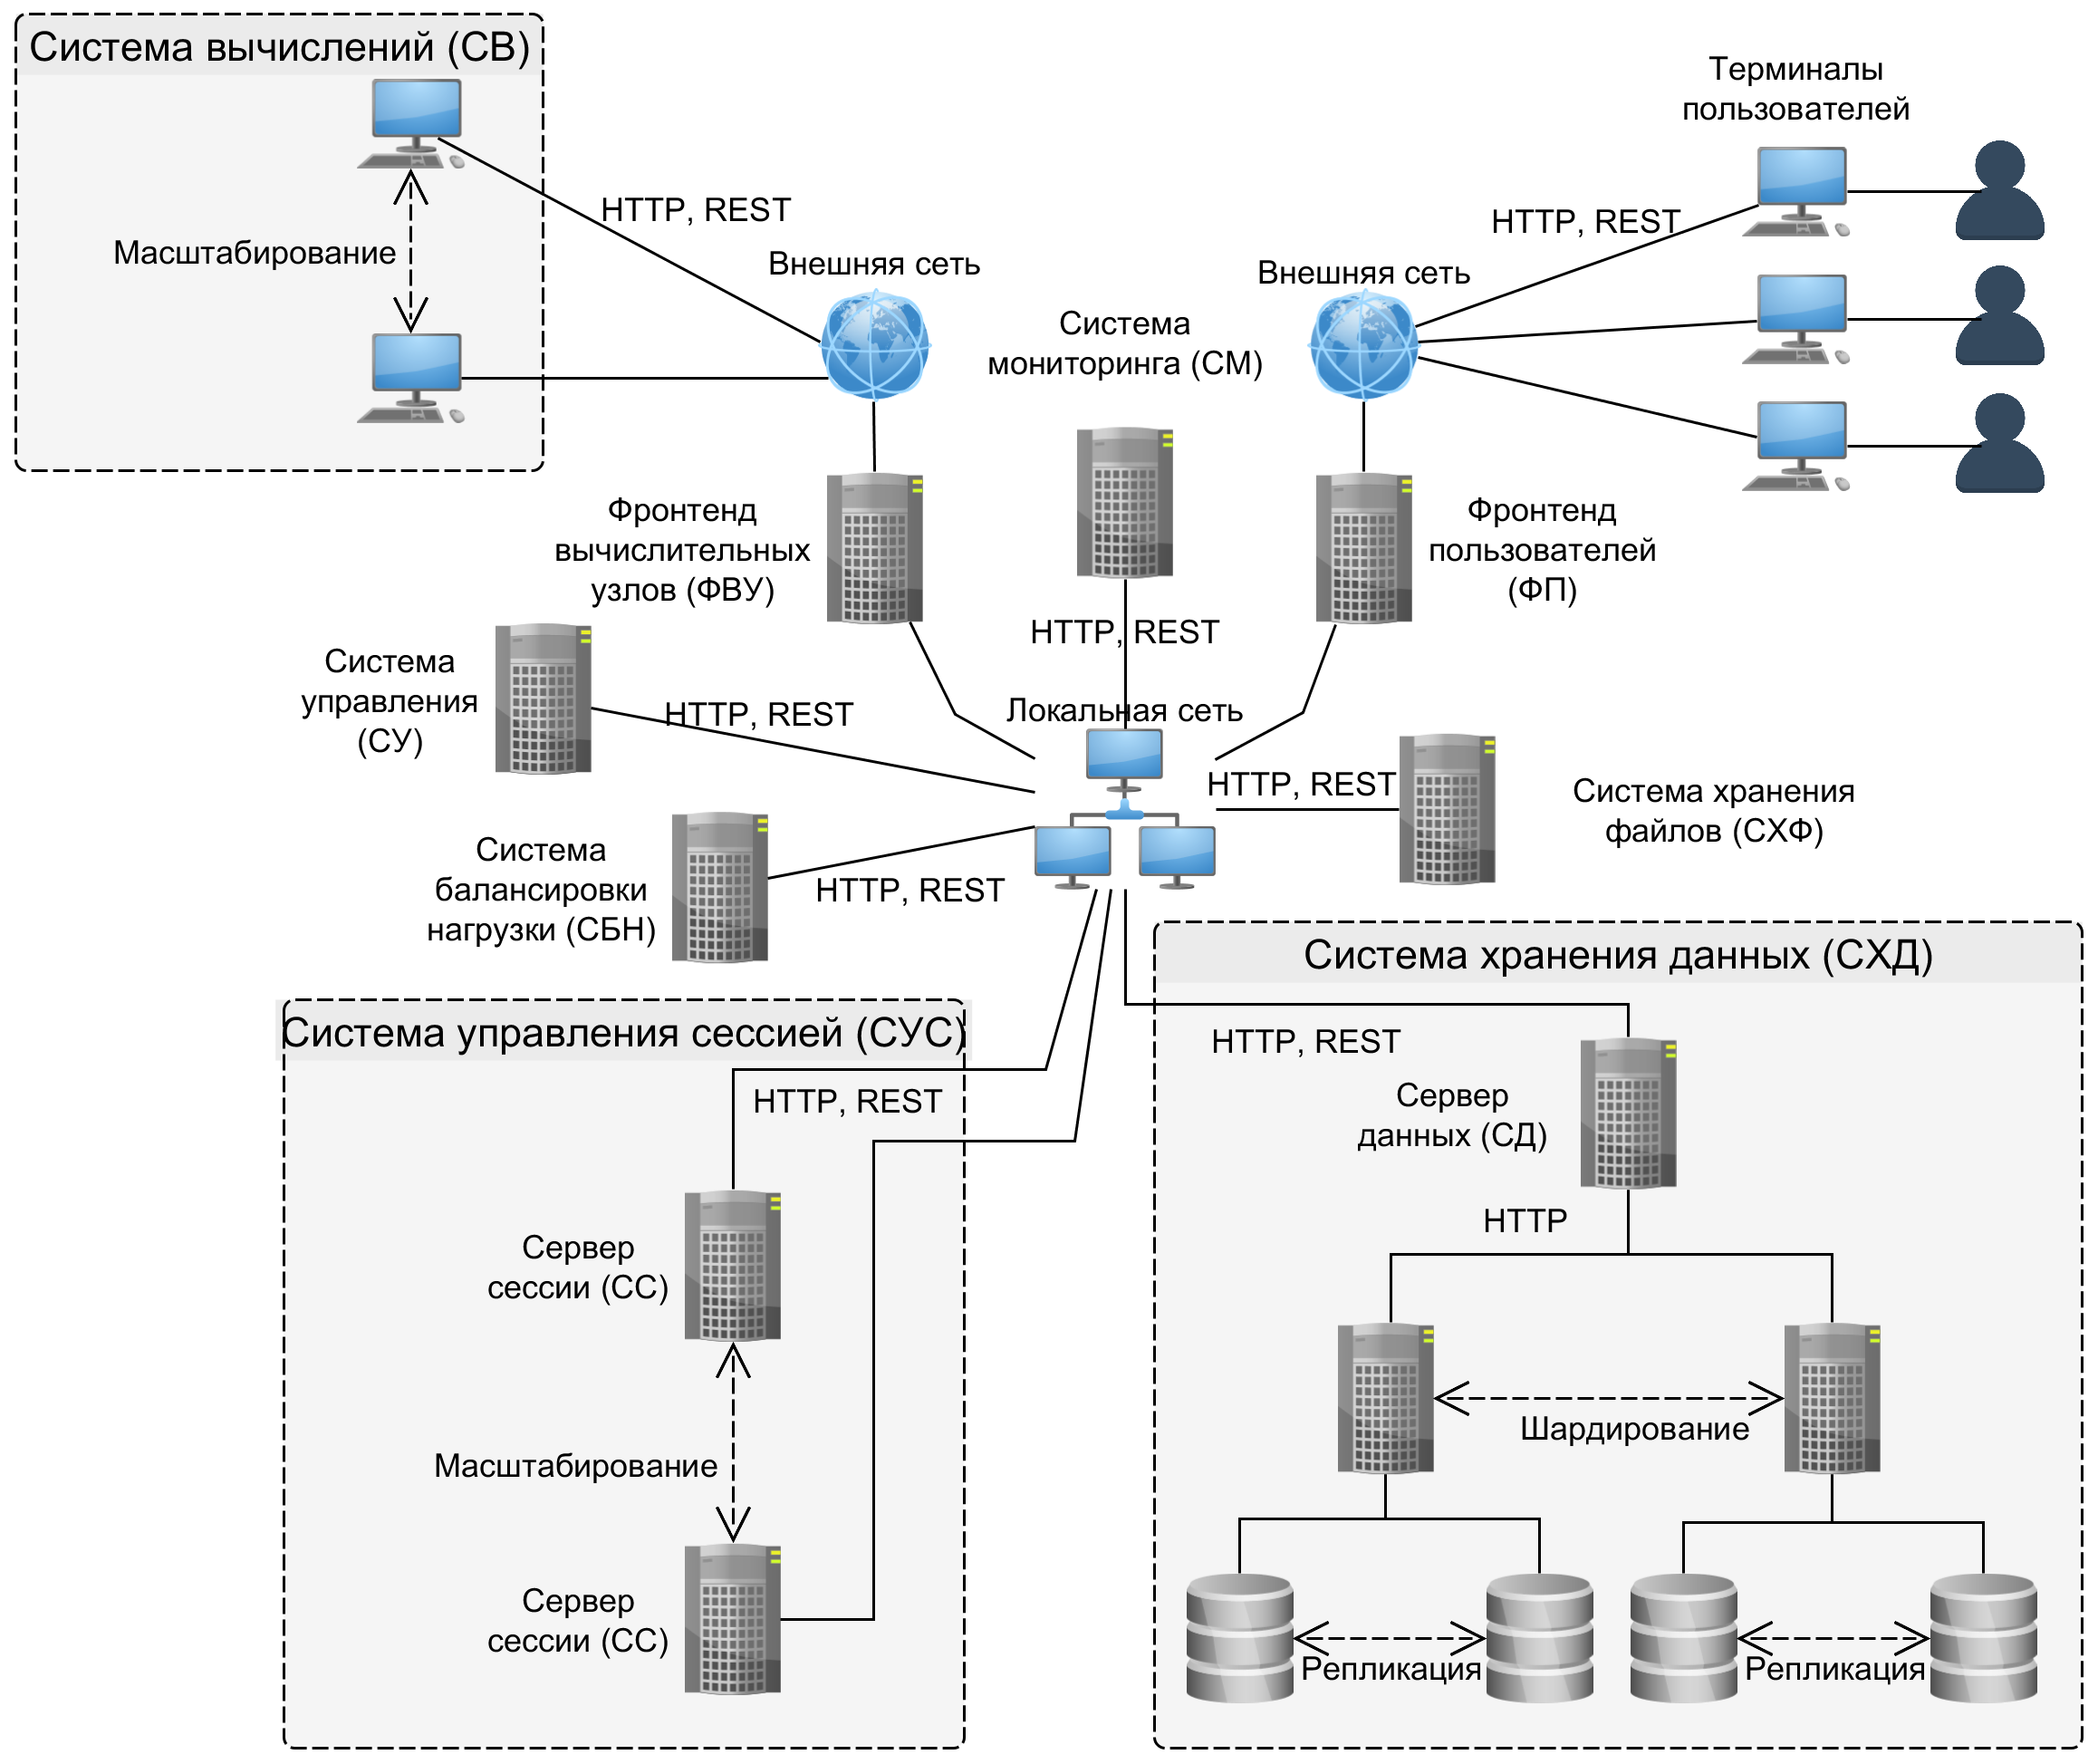 Система вычислений (СВ)
Масштабирование
HTTP, REST
Внешняя сеть
Система
мониторинга (СМ)
Внешняя сеть
HTTP, REST
Терминалы
пользователей
Фронтенд
вычислительных
узлов (ФВУ)
Фронтенд
пользователей
(ФП)
HTTP, REST
Система
управления
(СУ)
HTTP, REST
Локальная сеть
HTTP, REST
Система хранения
файлов (СХФ)
Система
балансировки
нагрузки (СБН)
HTTP, REST
Система управления сессией (СУС)
HTTP, REST
Сервер
сессии (СС)
Масштабирование
Сервер
сессии (СС)
Система хранения данных (СХД)
HTTP, REST
Сервер
данных (СД)
HTTP
Шардирование
Репликация
Репликация